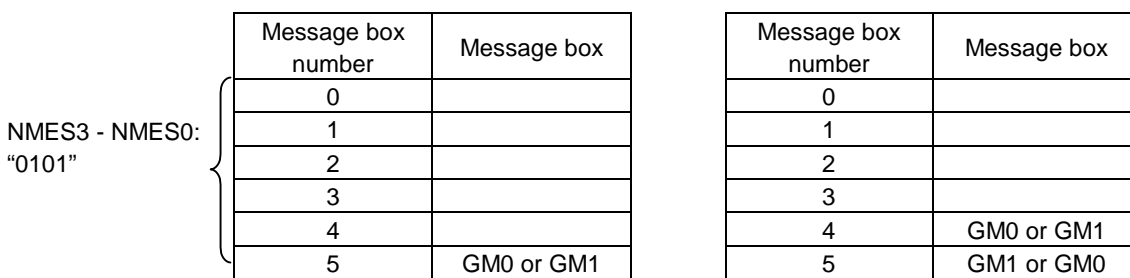 Message box number Message box
0
NMES3 - NMES0: 1
“0101” 2
3
4
5 GM0 or GM1
Message box number Message box
0
1
2
3
4 GM0 or GM1
5 GM1 or GM0